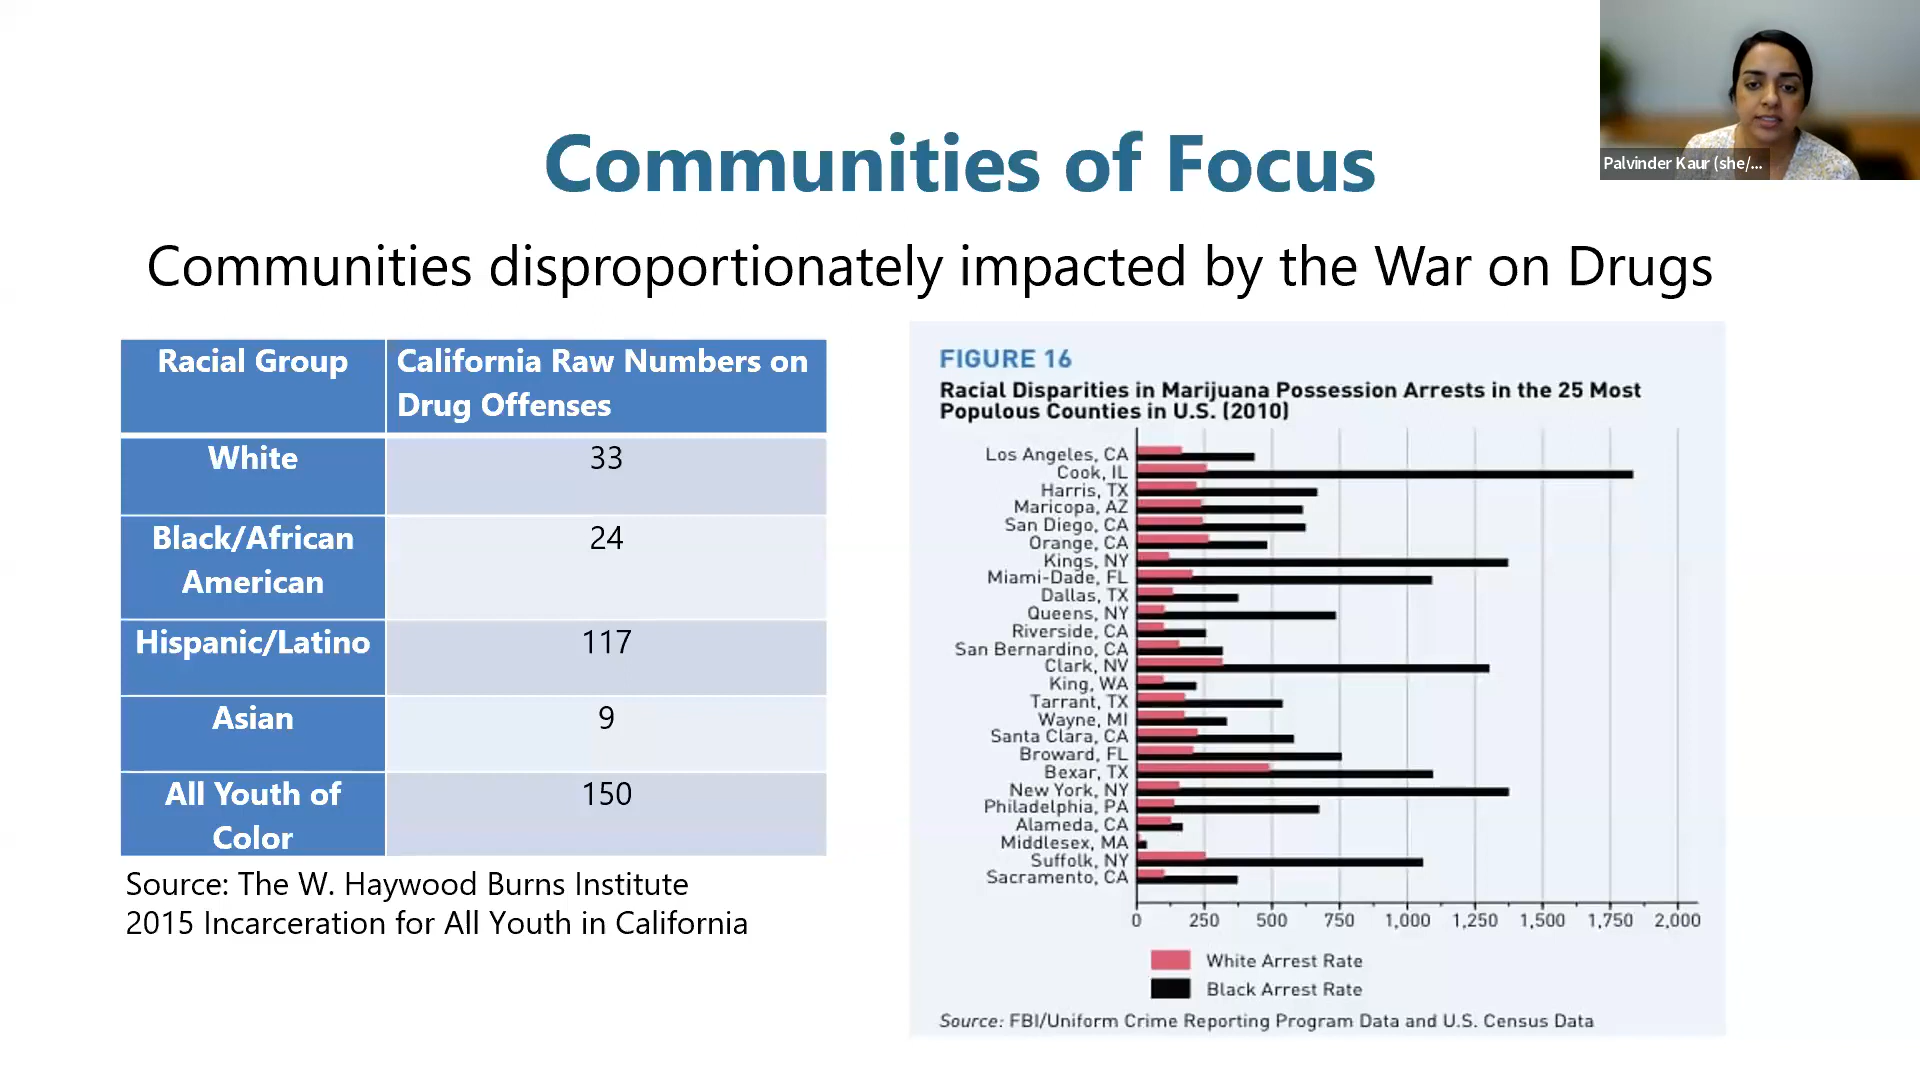 Palvinder Kaur (she/...
Communities of Focus
Communities disproportionately impacted by the War on Drugs
Racial Group
California Raw Numbers on
Drug Offenses
White
33
Black/African
American
24
Hispanic/Latino
117
Asian
9
All Youth of
Color
150
Source: The W. Haywood Burns Institute
2015 Incarceration for All Youth in California
FIGURE 16
Racial Disparities in Marijuana Possession Arrests in the 25 Most
Populous Counties in U.S. (2010)
Los Angeles, CA
Cook, IL
Harris, TX
Maricopa, AZ
San Diego, CA
Orange, CA
Kings, NY
Miami-Dade, FL
Dallas, TX
Queens, NY
Riverside, CA
San Bernardino, CA
Clark, NV
King, WA
Tarrant, TX
Wayne, MI
Santa Clara, CA
Broward, FL
Bexar, TX
New York, NY
Philadelphia, PA
Alameda, CA
Middlesex, MA
Suffolk, NY
Sacramento, CA
0 250 500 750 1,000 1,250 1,500 1,750 2,000
White Arrest Rate
Black Arrest Rate
Source: FBI/Uniform Crime Reporting Program Data and U.S. Census Data